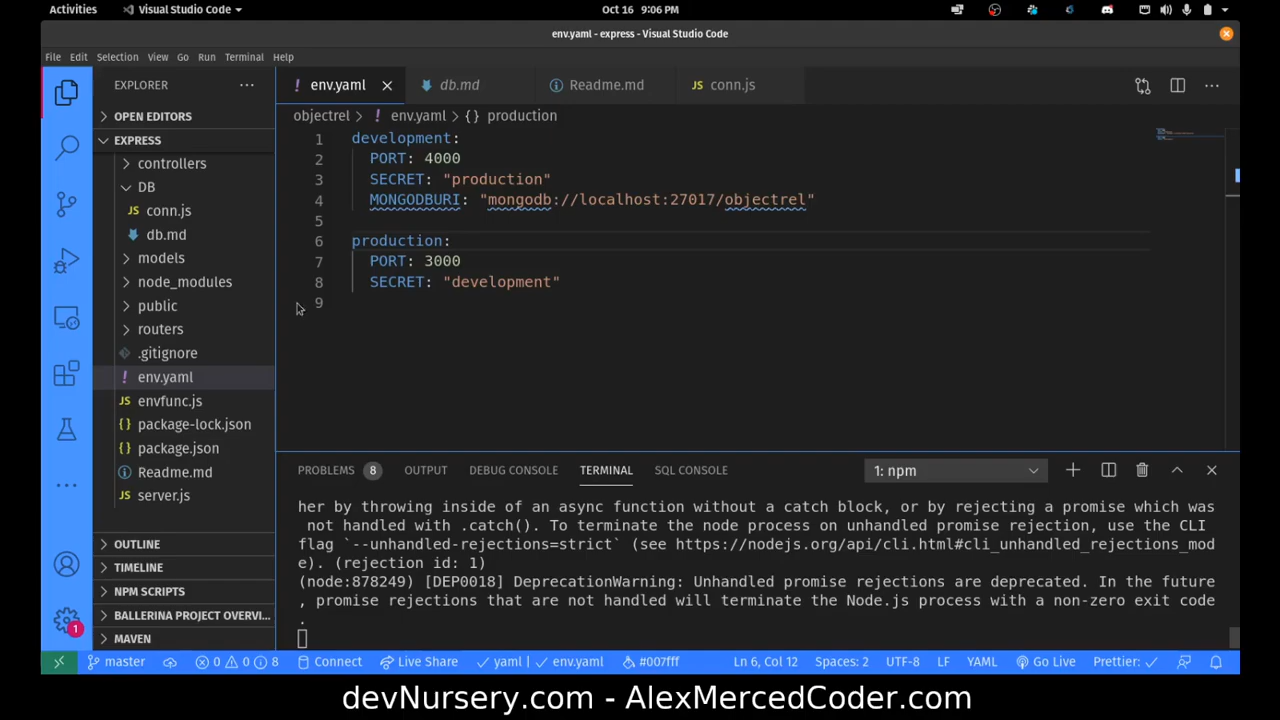 Activities
Visual Studio Code
Oct 16 9:06 PM
env.yaml - express - Visual Studio Code
File Edit Selection View Go Run Terminal Help
EXPLORER
OPEN EDITORS
EXPRESS
controllers
DB
conn.js
db.md
models
node_modules
public
routers
.gitignore
env.yaml
envfunc.js
package-lock.json
package.json
Readme.md
server.js
OUTLINE
TIMELINE
NPM SCRIPTS
BALLERINA PROJECT OVERVI...
MAVEN
1
! env.yaml
db.md
Readme.md
JS conn.js
objectrel > ! env.yaml > {} production
1 development:
2 PORT: 4000
3 SECRET: "production"
4 MONGODBURI: "mongodb://localhost:27017/objectrel"
5
6 production:
7 PORT: 3000
8 SECRET: "development"
9
PROBLEMS 8 OUTPUT DEBUG CONSOLE TERMINAL SQL CONSOLE 1: npm
her by throwing inside of an async function without a catch block, or by rejecting a promise which was
not handled with .catch(). To terminate the node process on unhandled promise rejection, use the CLI
flag `--unhandled-rejections=strict` (see https://nodejs.org/api/cli.html#cli_unhandled_rejections_mod
e). (rejection id: 1)
(node:878249) [DEP0018] DeprecationWarning: Unhandled promise rejections are deprecated. In the future
, promise rejections that are not handled will terminate the Node.js process with a non-zero exit code
.
master 0 0 8 Connect Live Share yaml | env.yaml #007fff Ln 6, Col 12 Spaces: 2 UTF-8 LF YAML Go Live Prettier:
devNursery.com - AlexMercedCoder.com